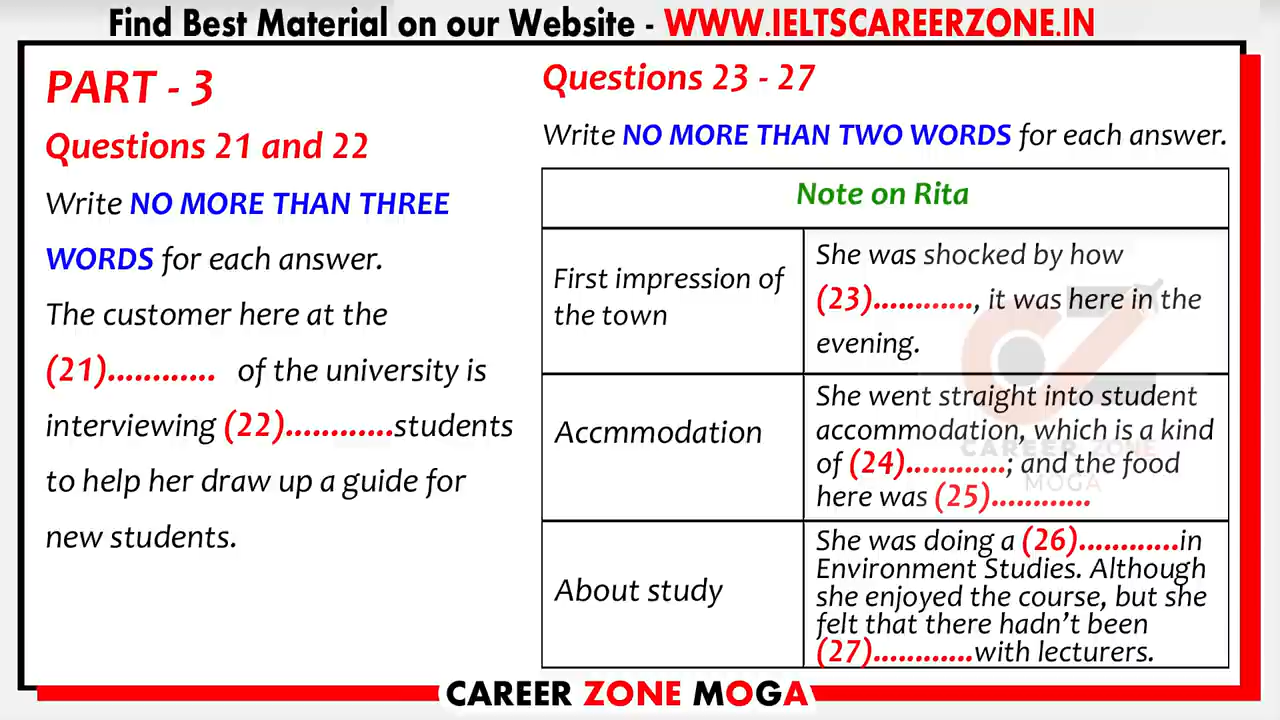 Find Best Material on our Website - WWW.IELTSCAREERZONE.IN
PART - 3
Questions 21 and 22
Write NO MORE THAN THREE
WORDS for each answer.
The customer here at the
(21)............ of the university is
interviewing (22)............students
to help her draw up a guide for
new students.
Questions 23 - 27
Write NO MORE THAN TWO WORDS for each answer.
Note on Rita
First impression of
the town
She was shocked by how
(23)............, it was here in the
evening.
Accmmodation
She went straight into student
accommodation, which is a kind
of (24)............; and the food
here was (25)............
About study
She was doing a (26)............in
Environment Studies. Although
she enjoyed the course, but she
felt that there hadn't been
(27)............with lecturers.
CAREER ZONE
MOGA
CAREER ZONE MOGA